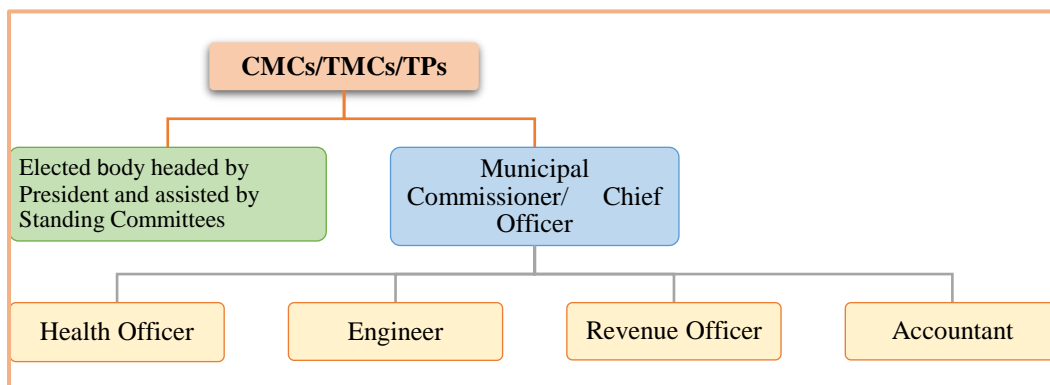 CMCs/TMCs/TPs
Elected body headed by
President and assisted by
Standing Committees
Municipal
Commissioner/ Chief
Officer
Health Officer
Engineer
Revenue Officer
Accountant